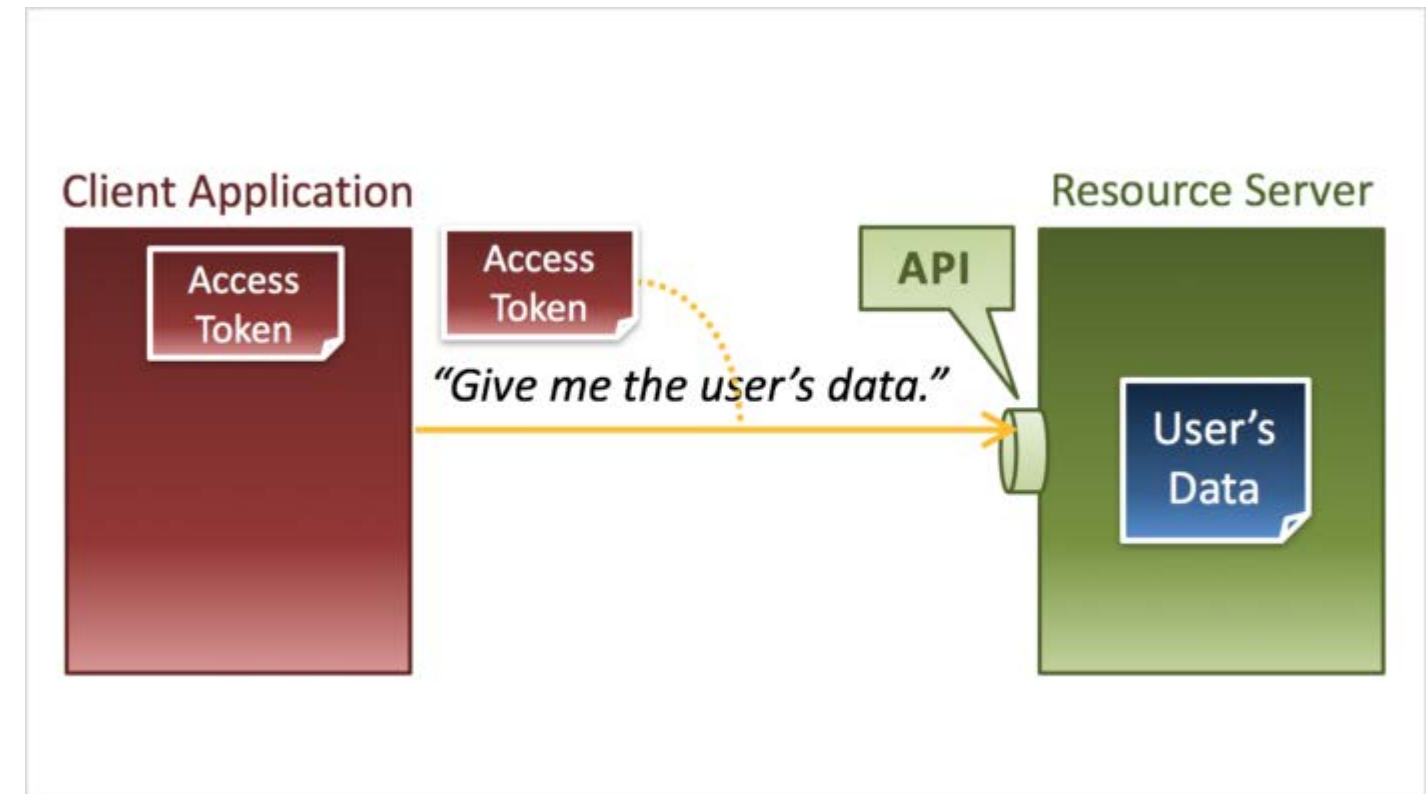 Client Application
Resource Server
Access
Token
Access
Token
API
“Give me the user’s data.”
User’s
Data